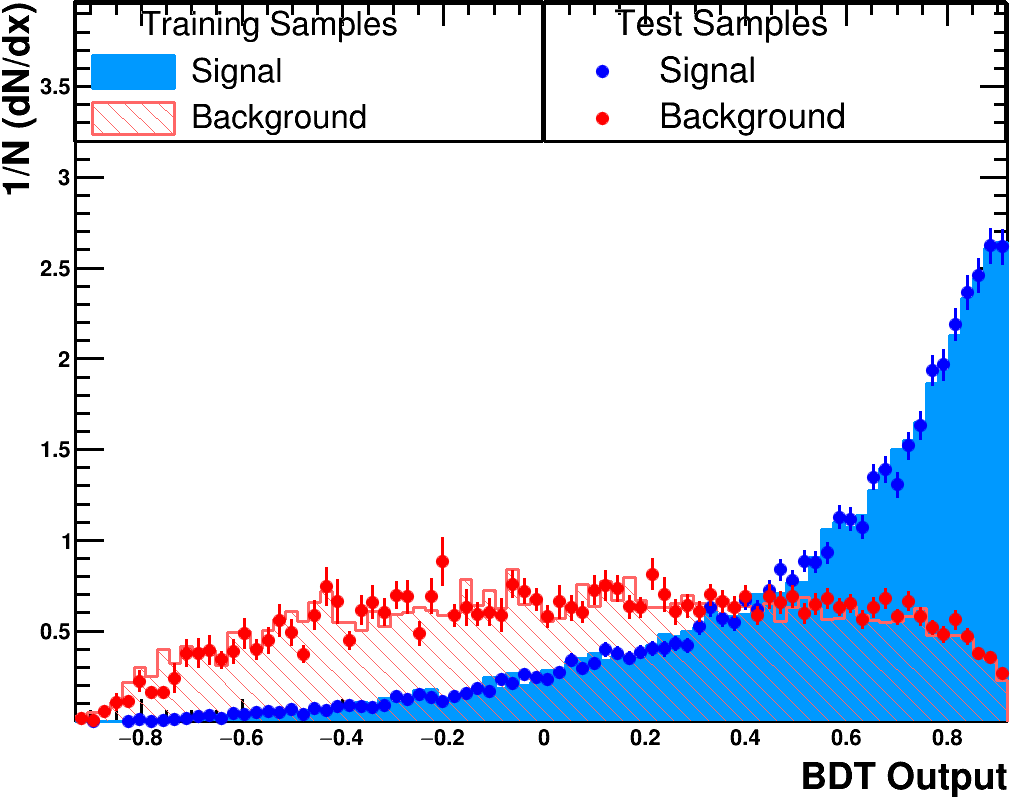 1/N (dN/dx)
Training Samples
Signal
Background
Test Samples
Signal
Background
3.5
3
2.5
2
1.5
1
0.5
−0.8 −0.6 −0.4 −0.2 0 0.2 0.4 0.6 0.8
BDT Output